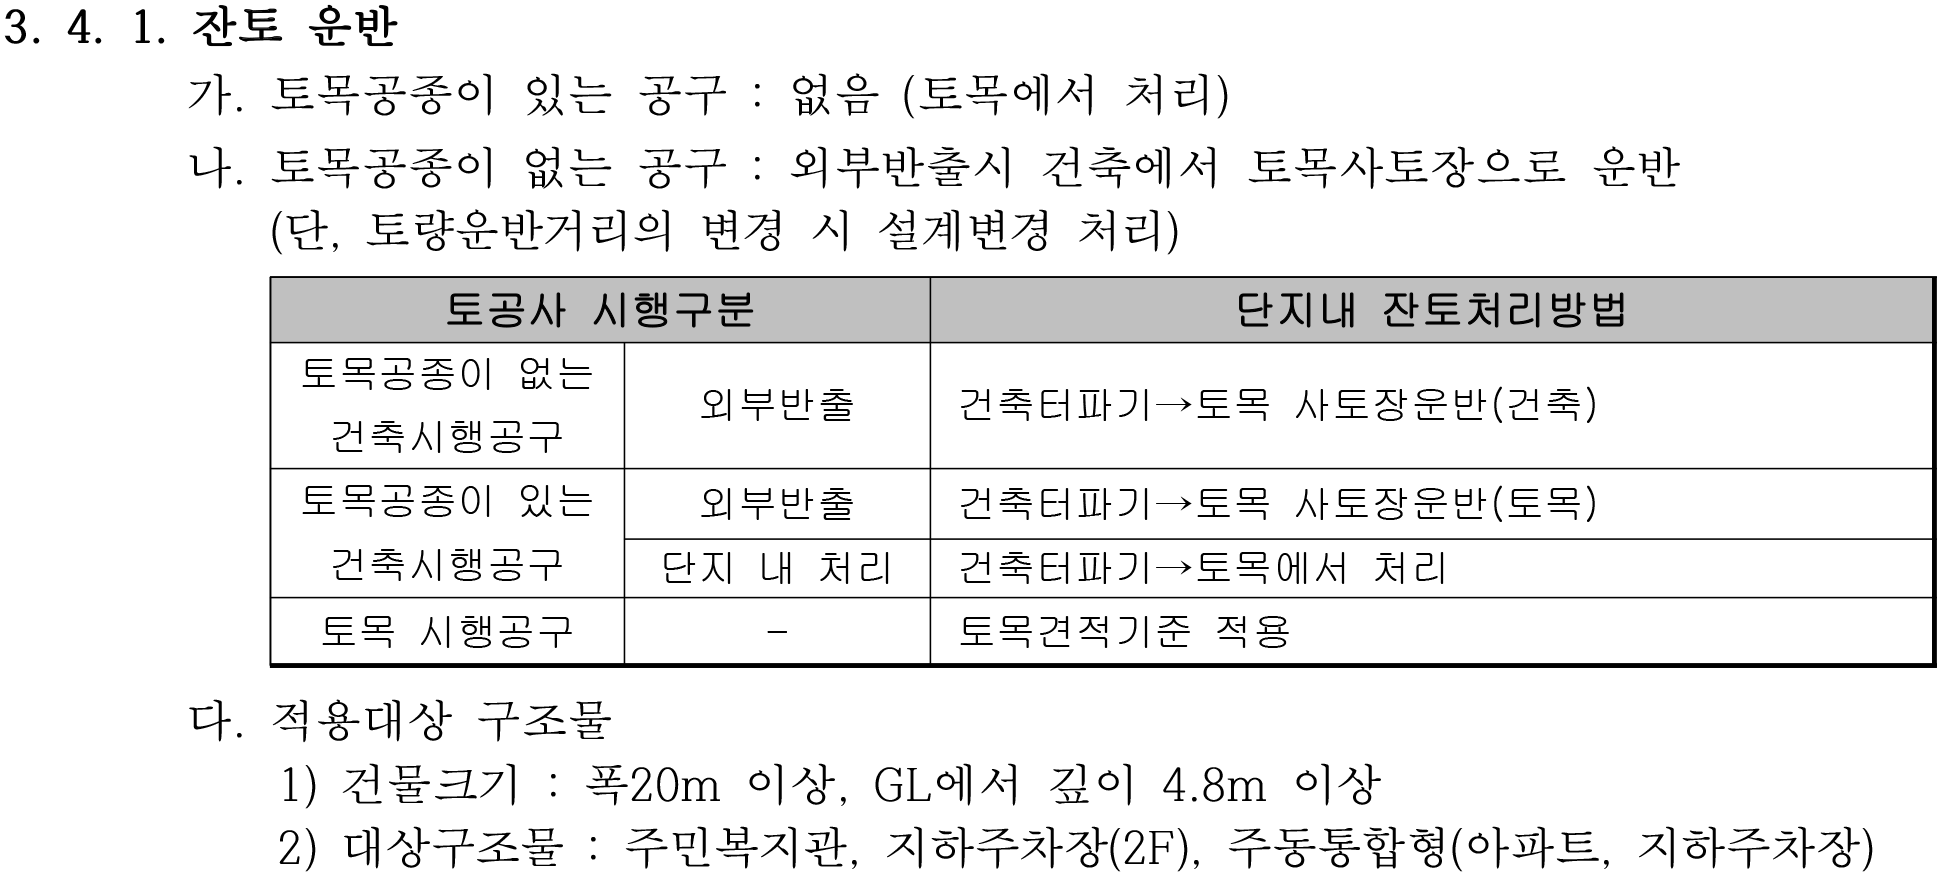 3. 4. 1. 잔토 운반
가. 토목공종이 있는 공구 : 없음 (토목에서 처리)
나. 토목공종이 없는 공구 : 외부반출시 건축에서 토목사토장으로 운반
(단, 토량운반거리의 변경 시 설계변경 처리)
토공사 시행구분 단지내 잔토처리방법
토목공종이 없는
건축시행공구
외부반출 건축터파기→토목 사토장운반(건축)
토목공종이 있는
건축시행공구
외부반출 건축터파기→토목 사토장운반(토목)
단지 내 처리 건축터파기→토목에서 처리
토목 시행공구 - 토목견적기준 적용
다. 적용대상 구조물
1) 건물크기 : 폭20m 이상, GL에서 깊이 4.8m 이상
2) 대상구조물 : 주민복지관, 지하주차장(2F), 주동통합형(아파트, 지하주차장)